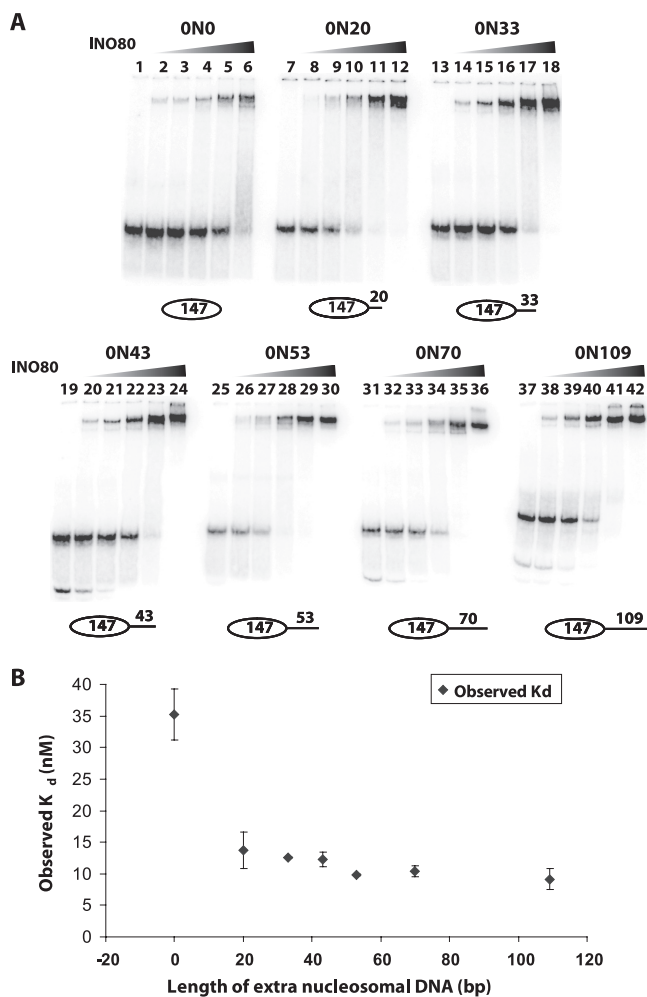 A
0N0 0N20 0N33
INO80
1 2 3 4 5 6 7 8 9 10 11 12 13 14 15 16 17 18
147 147 20 147 33
0N43 0N53 0N70 0N109
INO80
19 20 21 22 23 24 25 26 27 28 29 30 31 32 33 34 35 36 37 38 39 40 41 42
147 43 147 53 147 70 147 109
B
Observed Kd
Observed K d (nM)
40
35
30
25
20
15
10
5
0
-20 0 20 40 60 80 100 120
Length of extra nucleosomal DNA (bp)